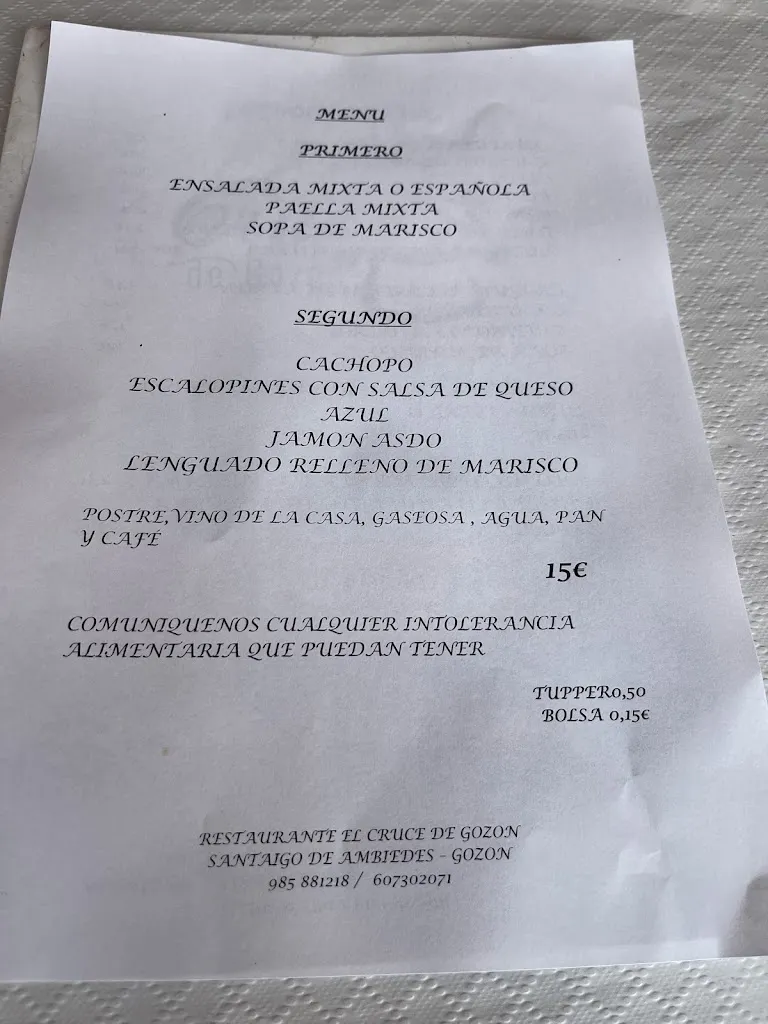 MENU
PRIMERO
ENSALADA MIXTA O ESPAÑOLA
PAELLA MIXTA
SOPA DE MARISCO
SEGUNDO
CACHOPO
ESCALOPINES CON SALSA DE QUESO
AZUL
JAMON ASDO
LENGUADO RELLENO DE MARISCO
POSTRE, VINO DE LA CASA, GASEOSA , AGUA, PAN
Y CAFÉ
15€
COMUNIQUENOS CUALQUIER INTOLERANCIA
ALIMENTARIA QUE PUEDAN TENER
TUPPER0,50
BOLSA 0,15€
RESTAURANTE EL CRUCE DE GOZON
SANTAIGO DE AMBIEDES - GOZON
985 881218 / 607302071